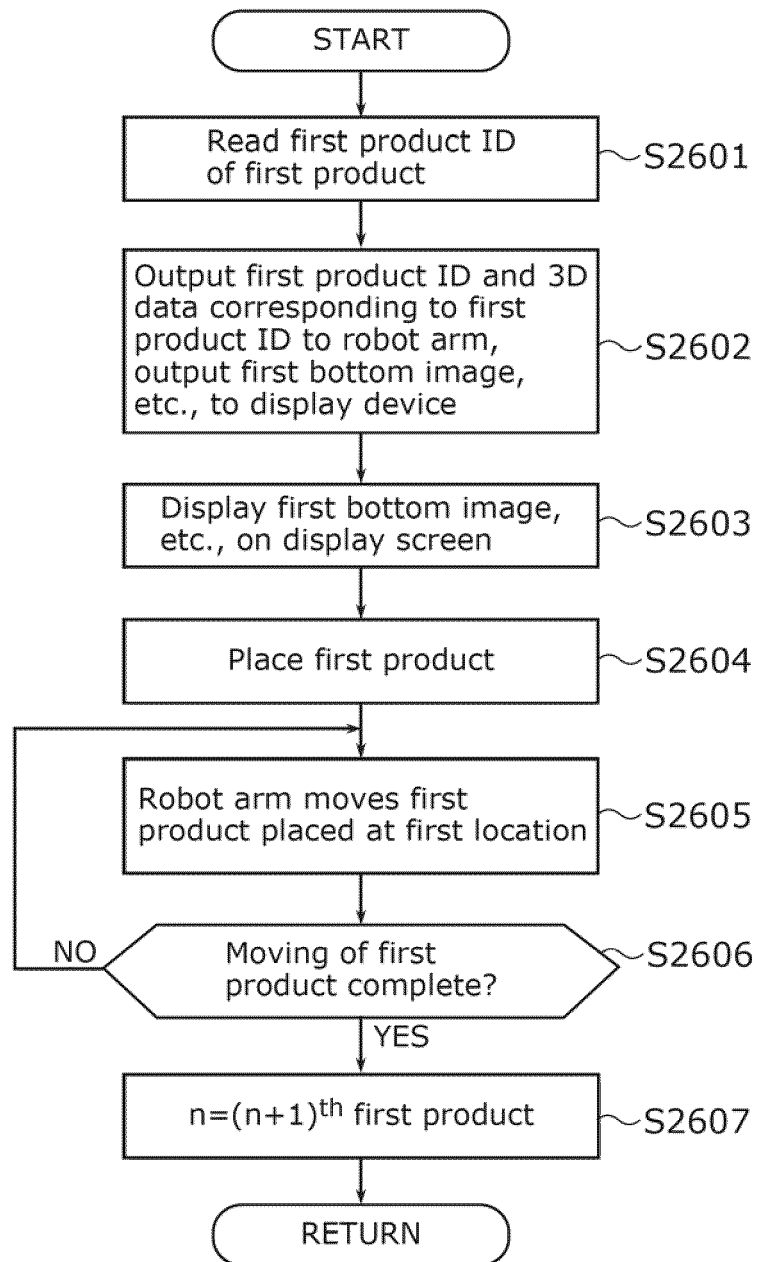 START
Read first product ID
of first product
S2601
Output first product ID and 3D
data corresponding to first
product ID to robot arm,
output first bottom image,
etc., to display device
S2602
Display first bottom image,
etc., on display screen
S2603
Place first product
S2604
Robot arm moves first
product placed at first location
S2605
NO
Moving of first
product complete?
S2606
YES
n=(n+1)th first product
S2607
RETURN